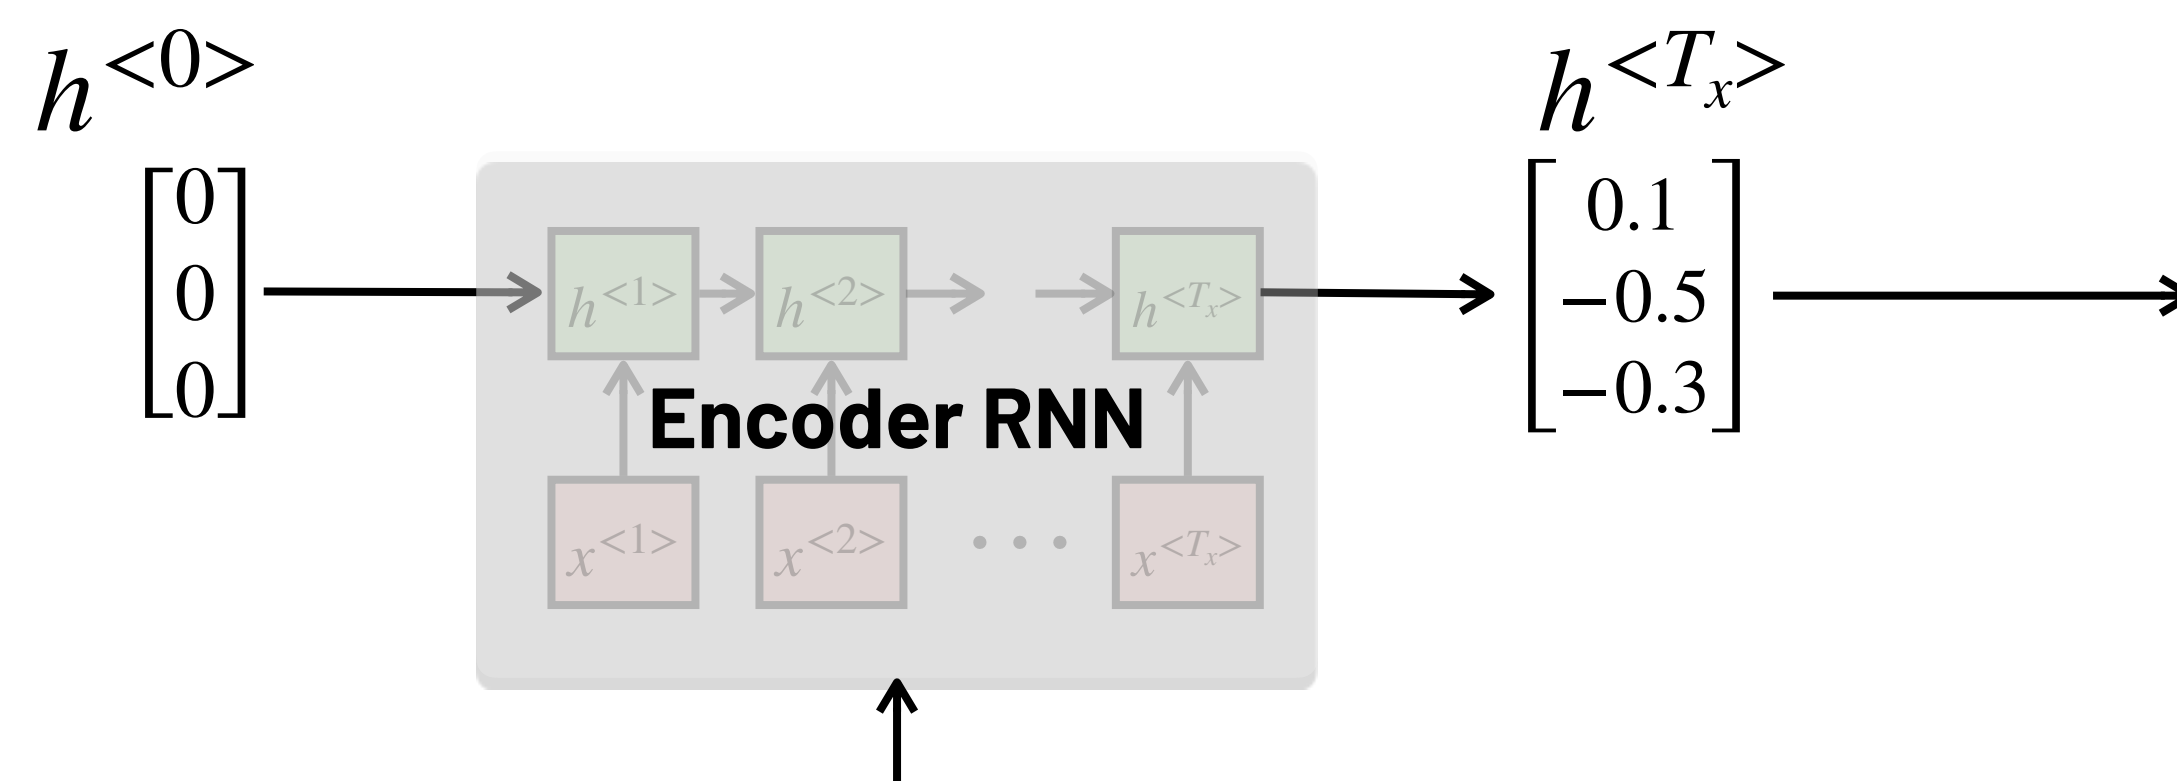 h<0>
h<Tx>
0
0
0
0.1
−0.5
−0.3
h<1> h<2> h<Tx>
Encoder RNN
x<1> x<2> . . . x<Tx>